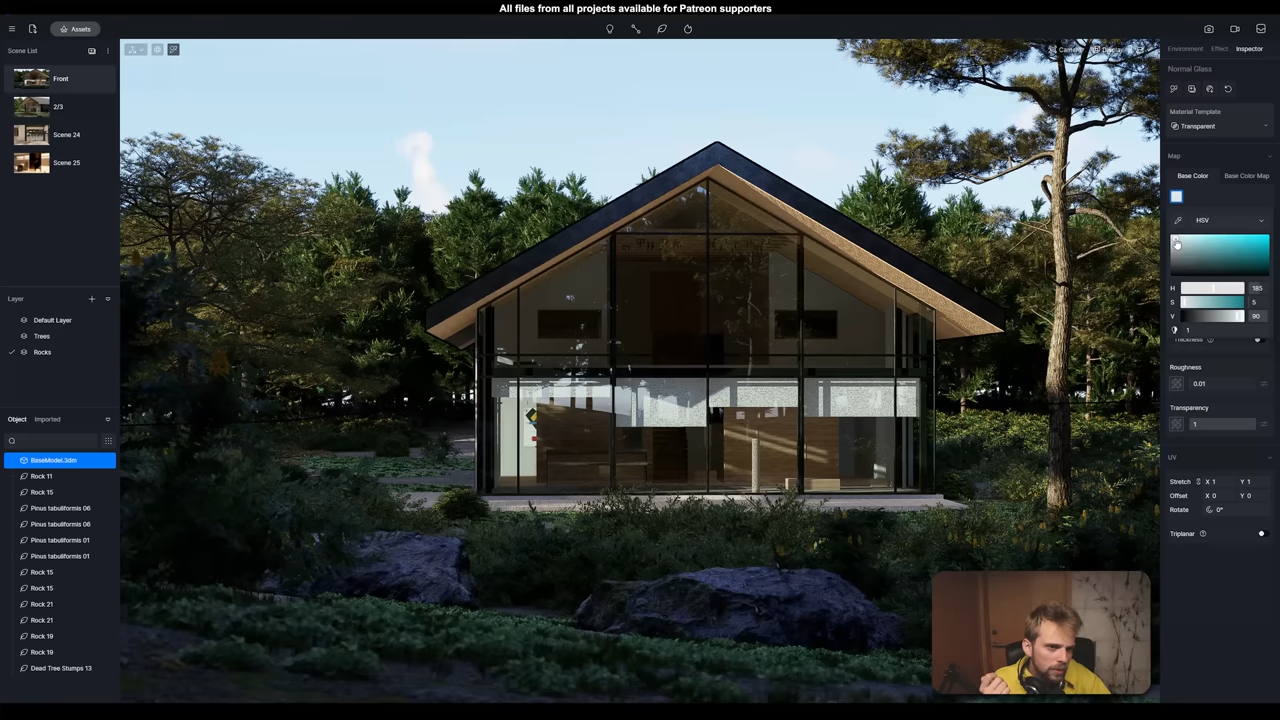 All files from all projects available for Patreon supporters
Assets
Scene List
Front
2/3
Scene 24
Scene 25
Layer
Default Layer
Trees
Rocks
Object
Imported
BaseModel.3dm
Rock 11
Rock 15
Pinus tabuliformis 06
Pinus tabuliformis 06
Pinus tabuliformis 01
Pinus tabuliformis 01
Rock 15
Rock 15
Rock 21
Rock 21
Rock 19
Rock 19
Dead Tree Stumps 13
Camera
Display
Environment
Effect
Inspector
Normal Glass
Material Template
Transparent
Map
Base Color
Base Color Map
HSV
H
185
S
5
V
90
1
Thickness
Roughness
0.01
Transparency
1
UV
Stretch
X 1
Y 1
Offset
X 0
Y 0
Rotate
0°
Triplanar